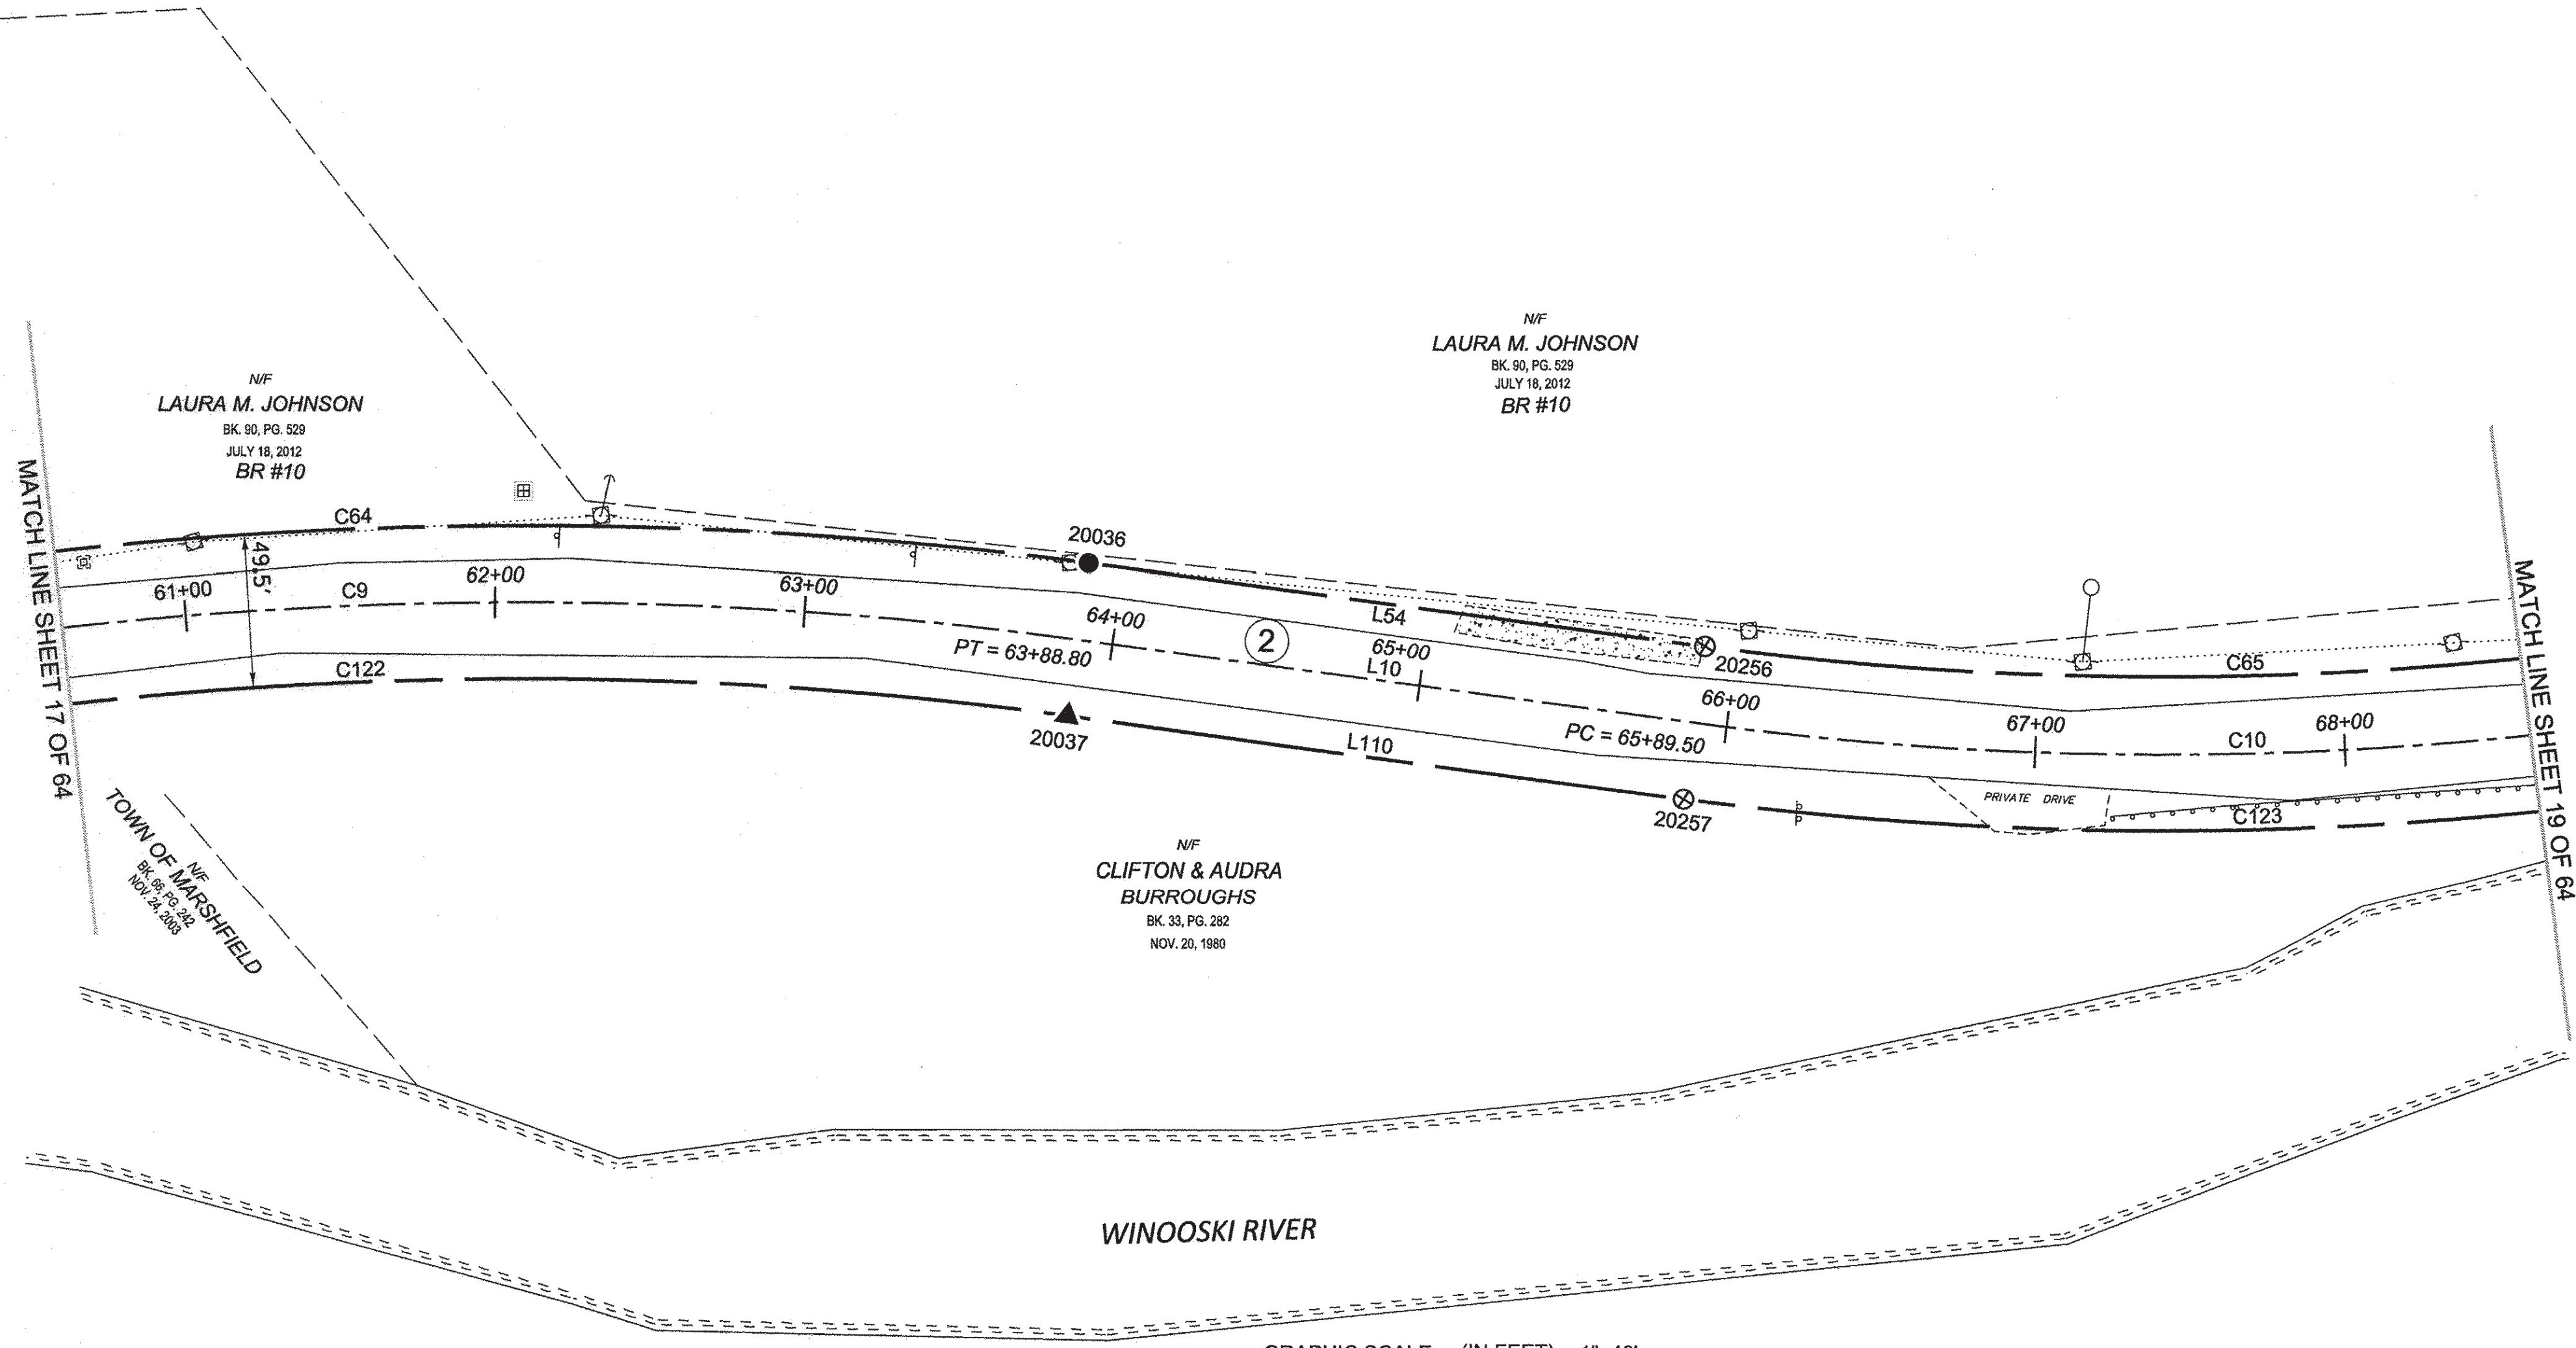 N/F
LAURA M. JOHNSON
BK. 90, PG. 529
JULY 18, 2012
BR #10
N/F
LAURA M. JOHNSON
BK. 90, PG. 529
JULY 18, 2012
BR #10
MATCH LINE SHEET 17 OF 64
C64
49.5'
61+00
C9
62+00
63+00
C122
20036
64+00
PT = 63+88.80
2
L54
65+00
L10
20256
66+00
PC = 65+89.50
67+00
C10
68+00
C65
20037
L110
20257
PRIVATE DRIVE
C123
MATCH LINE SHEET 19 OF 64
N/F
TOWN OF MARSHFIELD
BK. 66, PG. 242
NOV. 24, 2003
N/F
CLIFTON & AUDRA
BURROUGHS
BK. 33, PG. 282
NOV. 20, 1980
WINOOSKI RIVER